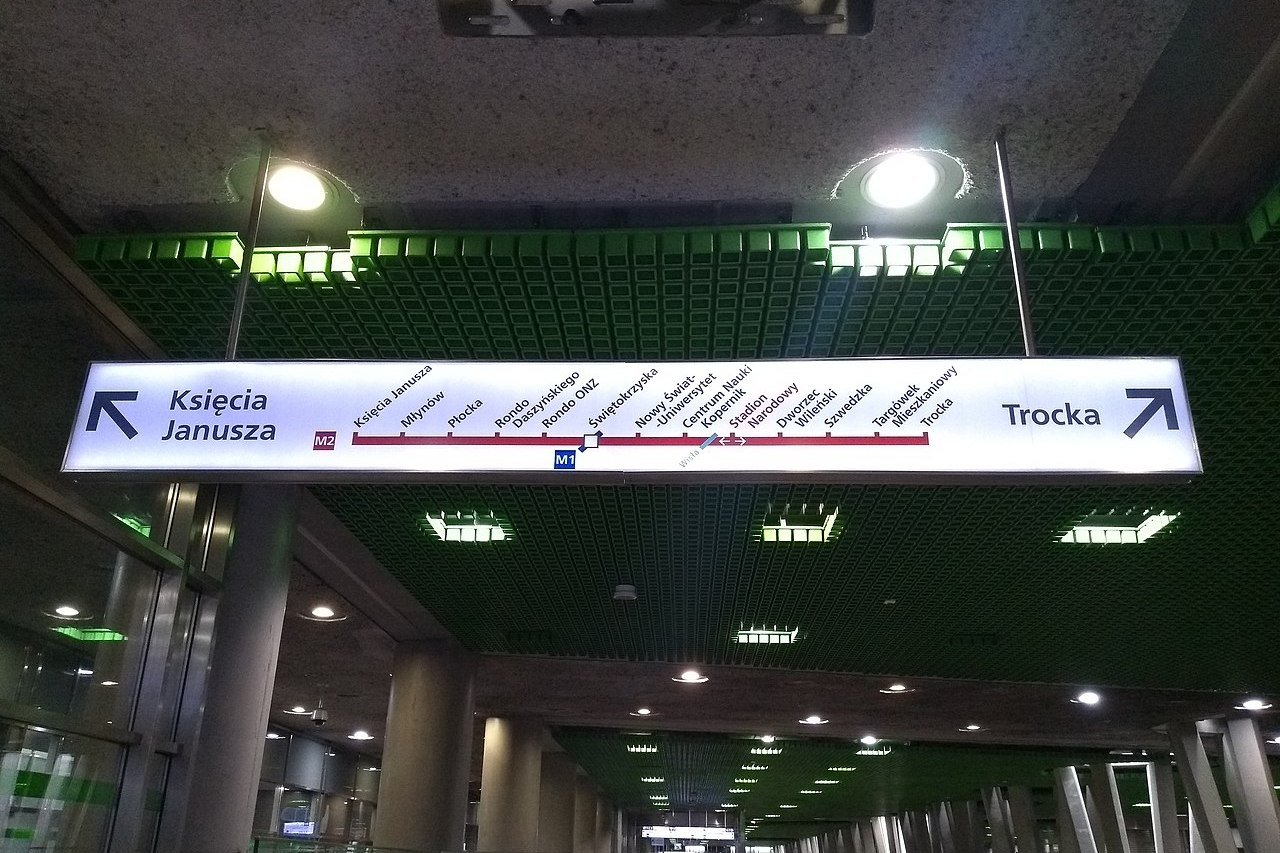 Księcia
Janusza
M2
Księcia Janusza
Młynów
Płocka
Rondo
Daszyńskiego
Rondo ONZ
Świętokrzyska
M1
Nowy Świat-
-Uniwersytet
Centrum Nauki
Kopernik
Wisła
Stadion
Narodowy
Dworzec
Wileński
Szwedzka
Targówek
Mieszkaniowy
Trocka
Trocka